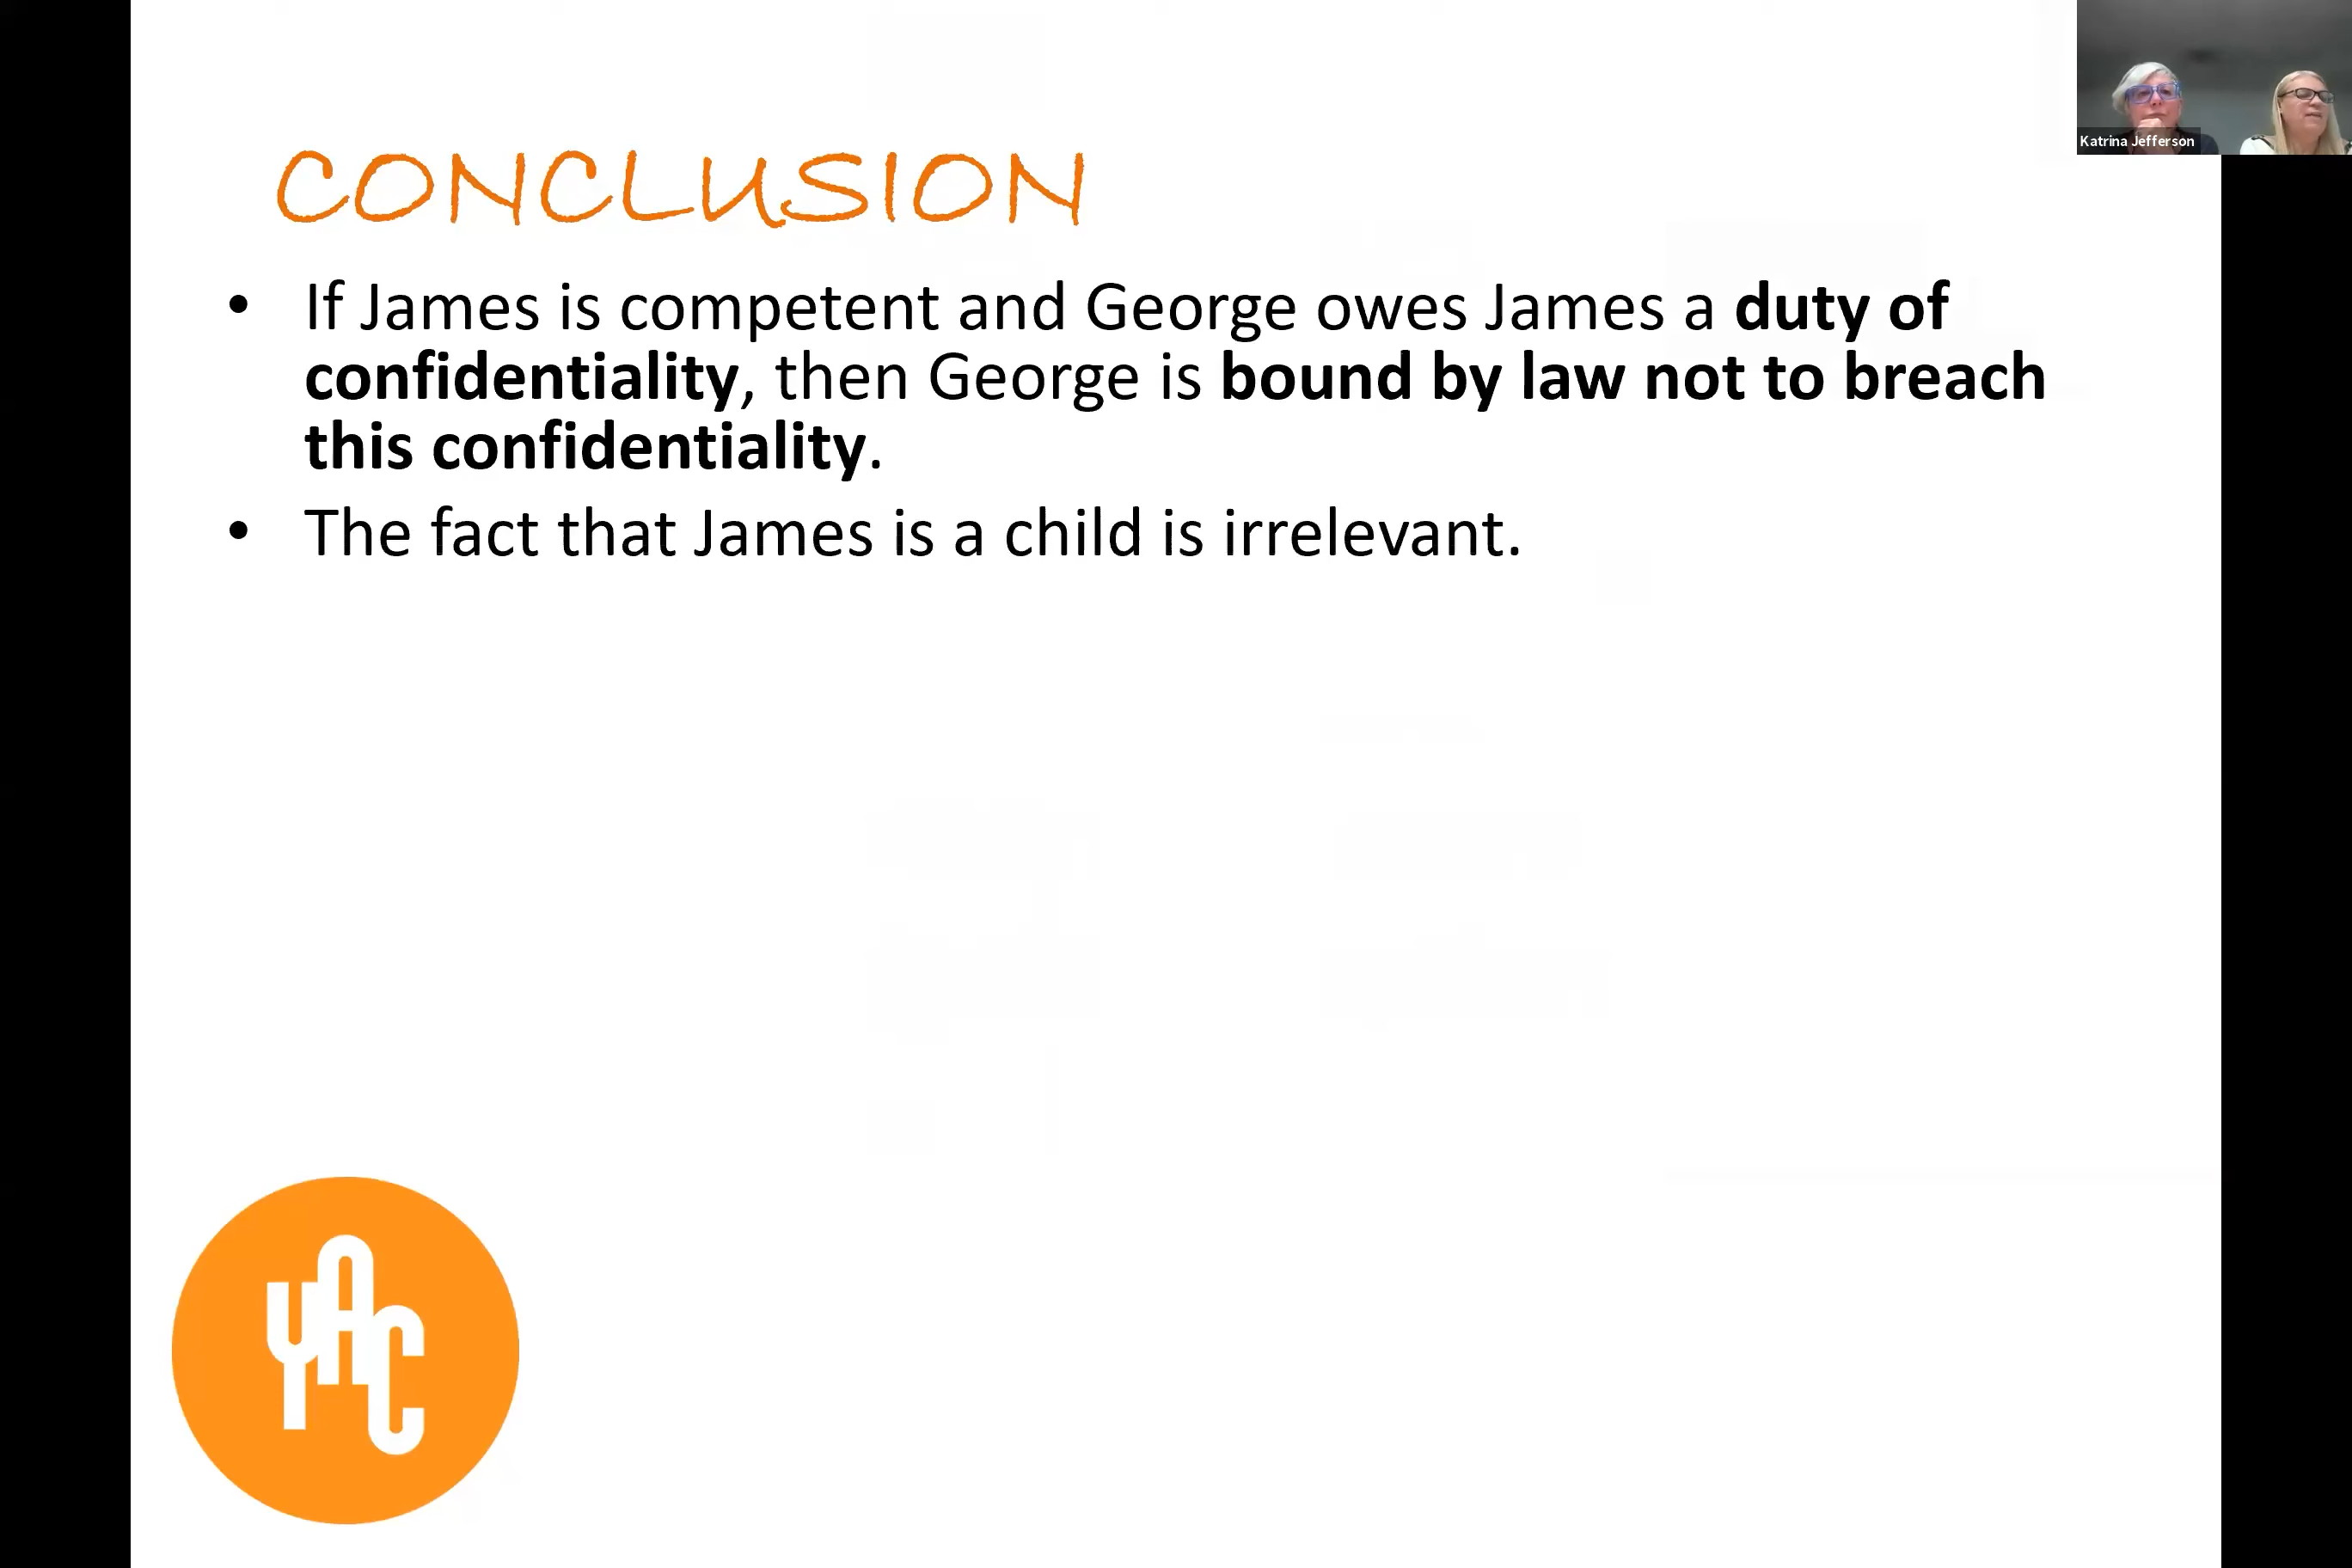 Katrina Jefferson
CONCLUSION
• If James is competent and George owes James a duty of
confidentiality, then George is bound by law not to breach
this confidentiality.
• The fact that James is a child is irrelevant.
YAC